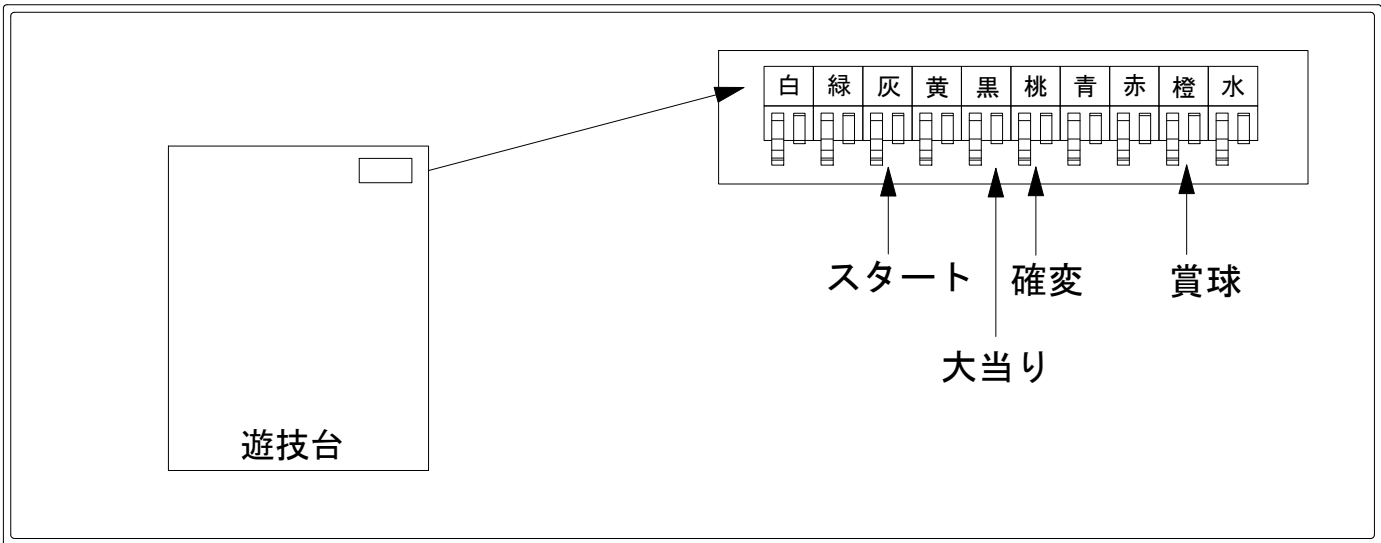 白 緑 灰 黄 黒 桃 青 赤 橙 水
スタート 確変 賞球
大当り
遊技台